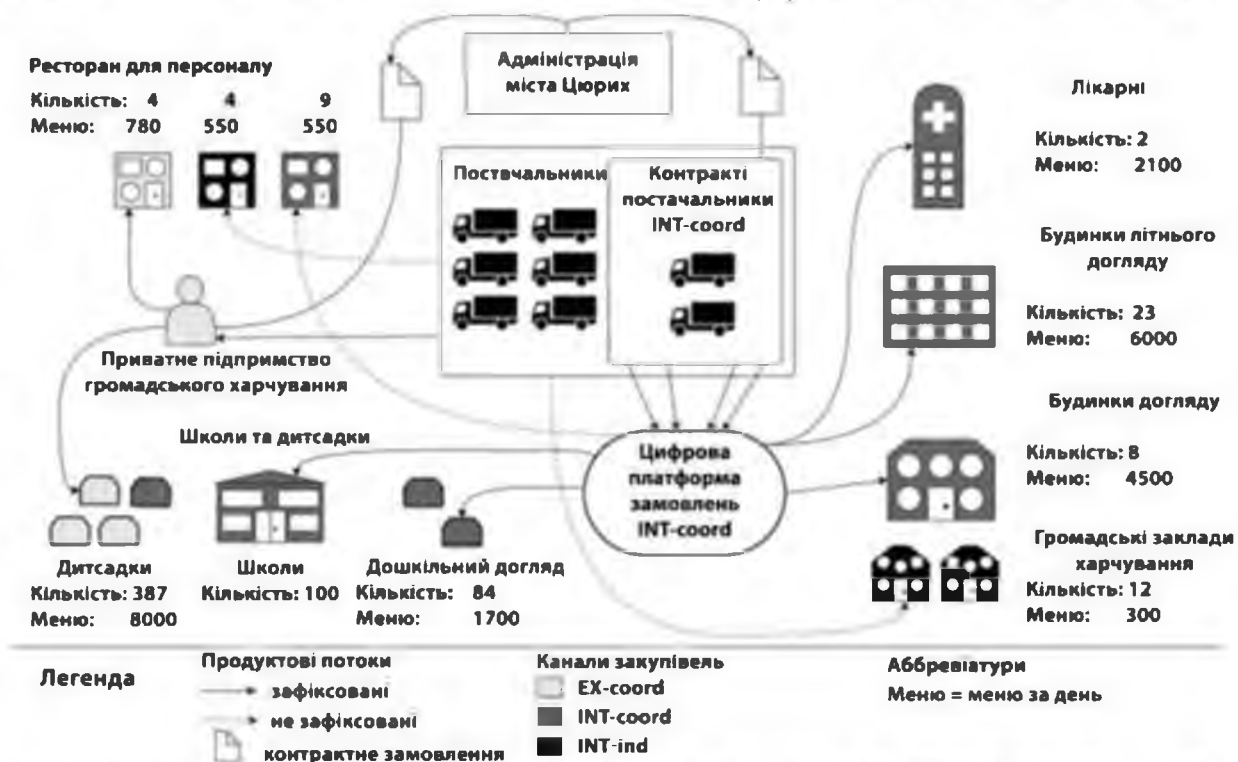 Адміністрація
міста Цюрих
Ресторан для персоналу
Кількість: 4 4 9
Меню: 780 550 550
Поствчальники
Контракті
постачальники
INT-coord
Лікарні
Кількість: 2
Меню: 2100
Будинки літнього
догляду
Кількість: 23
Меню: 6000
Приватне підпримство
громадського харчування
Будинки догляду
Кількість: 8
Меню: 4500
Школи та дитсадки
Цифрова
платформа
замовлень
INT-coord
Громадські заклади
харчування
Кількість: 12
Меню: 300
Дитсадки
Кількість: 387
Меню: 8000
Школи
Кількість: 100
Дошкільний догляд
Кількість: 84
Меню: 1700
Легенда
Продуктові потоки
зафіксовані
не зафіксовані
контрактне замовлення
Канали закупівель
EX-coord
INT-coord
INT-ind
Аббревіатури
Меню = меню за день